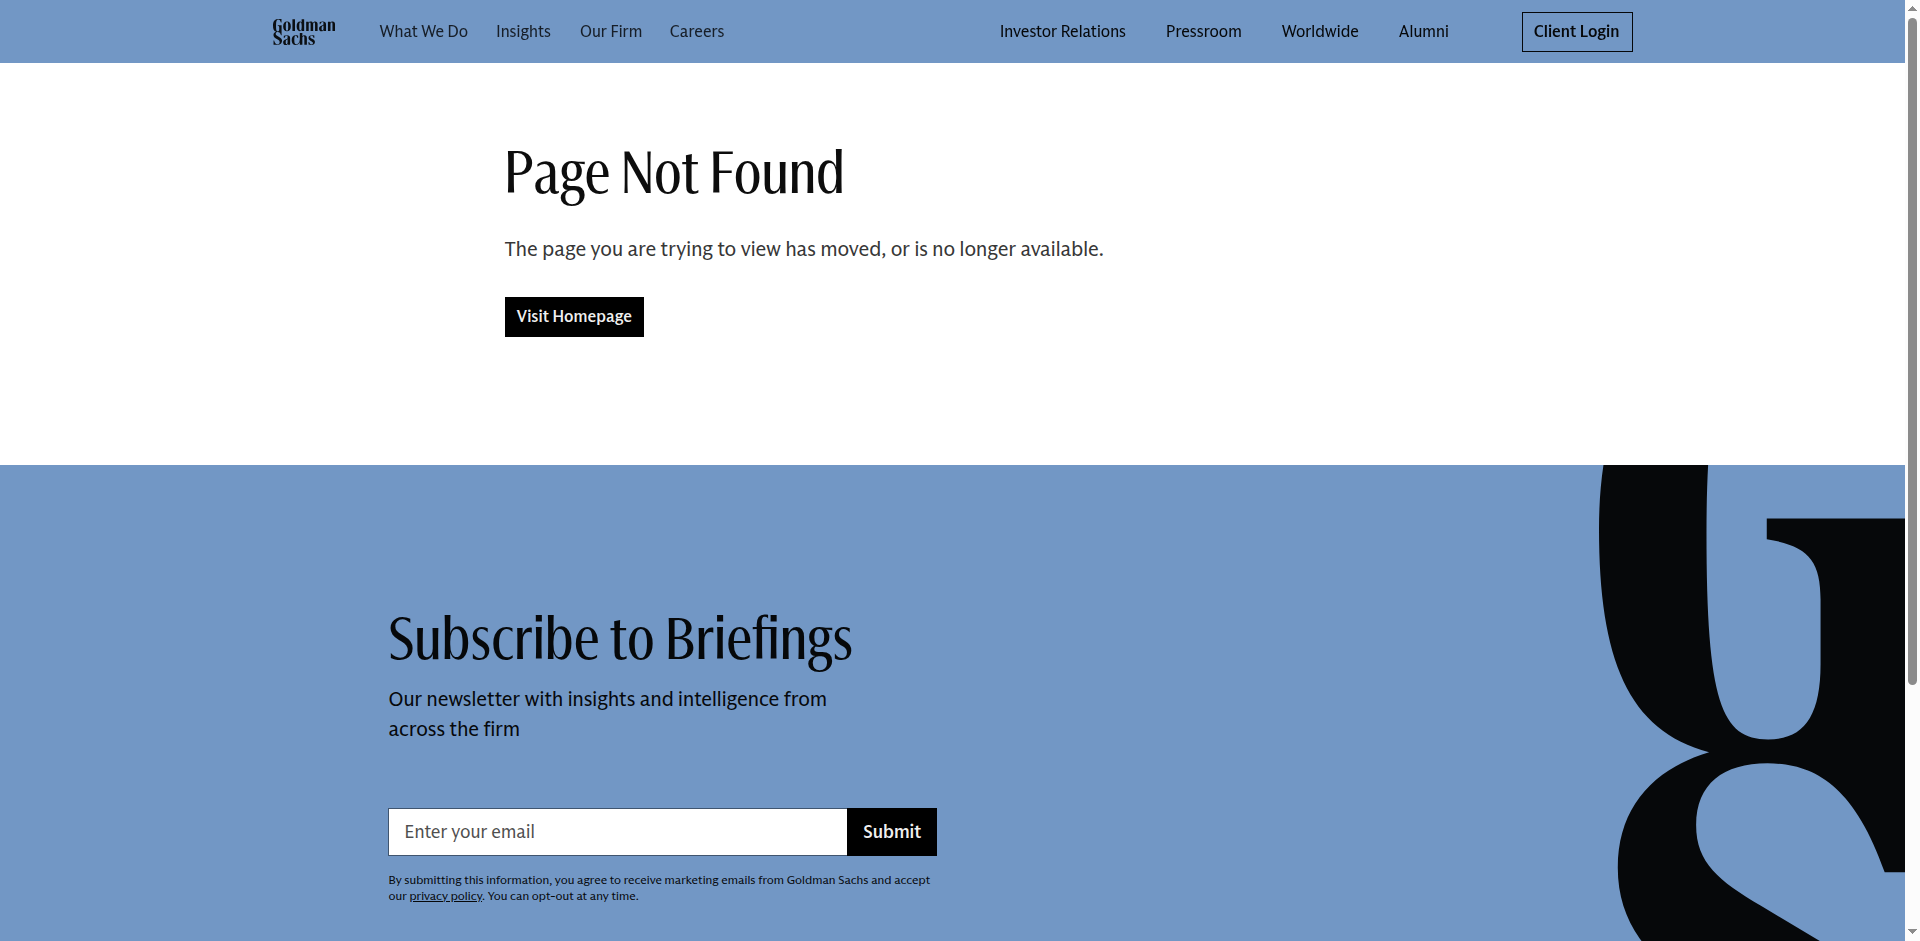 Goldman
Sachs
What We Do
Insights
Our Firm
Careers
Investor Relations
Pressroom
Worldwide
Alumni
Client Login
Page Not Found
The page you are trying to view has moved, or is no longer available.
Visit Homepage
Subscribe to Briefings
Our newsletter with insights and intelligence from
across the firm
Enter your email
Submit
By submitting this information, you agree to receive marketing emails from Goldman Sachs and accept
our privacy policy. You can opt-out at any time.